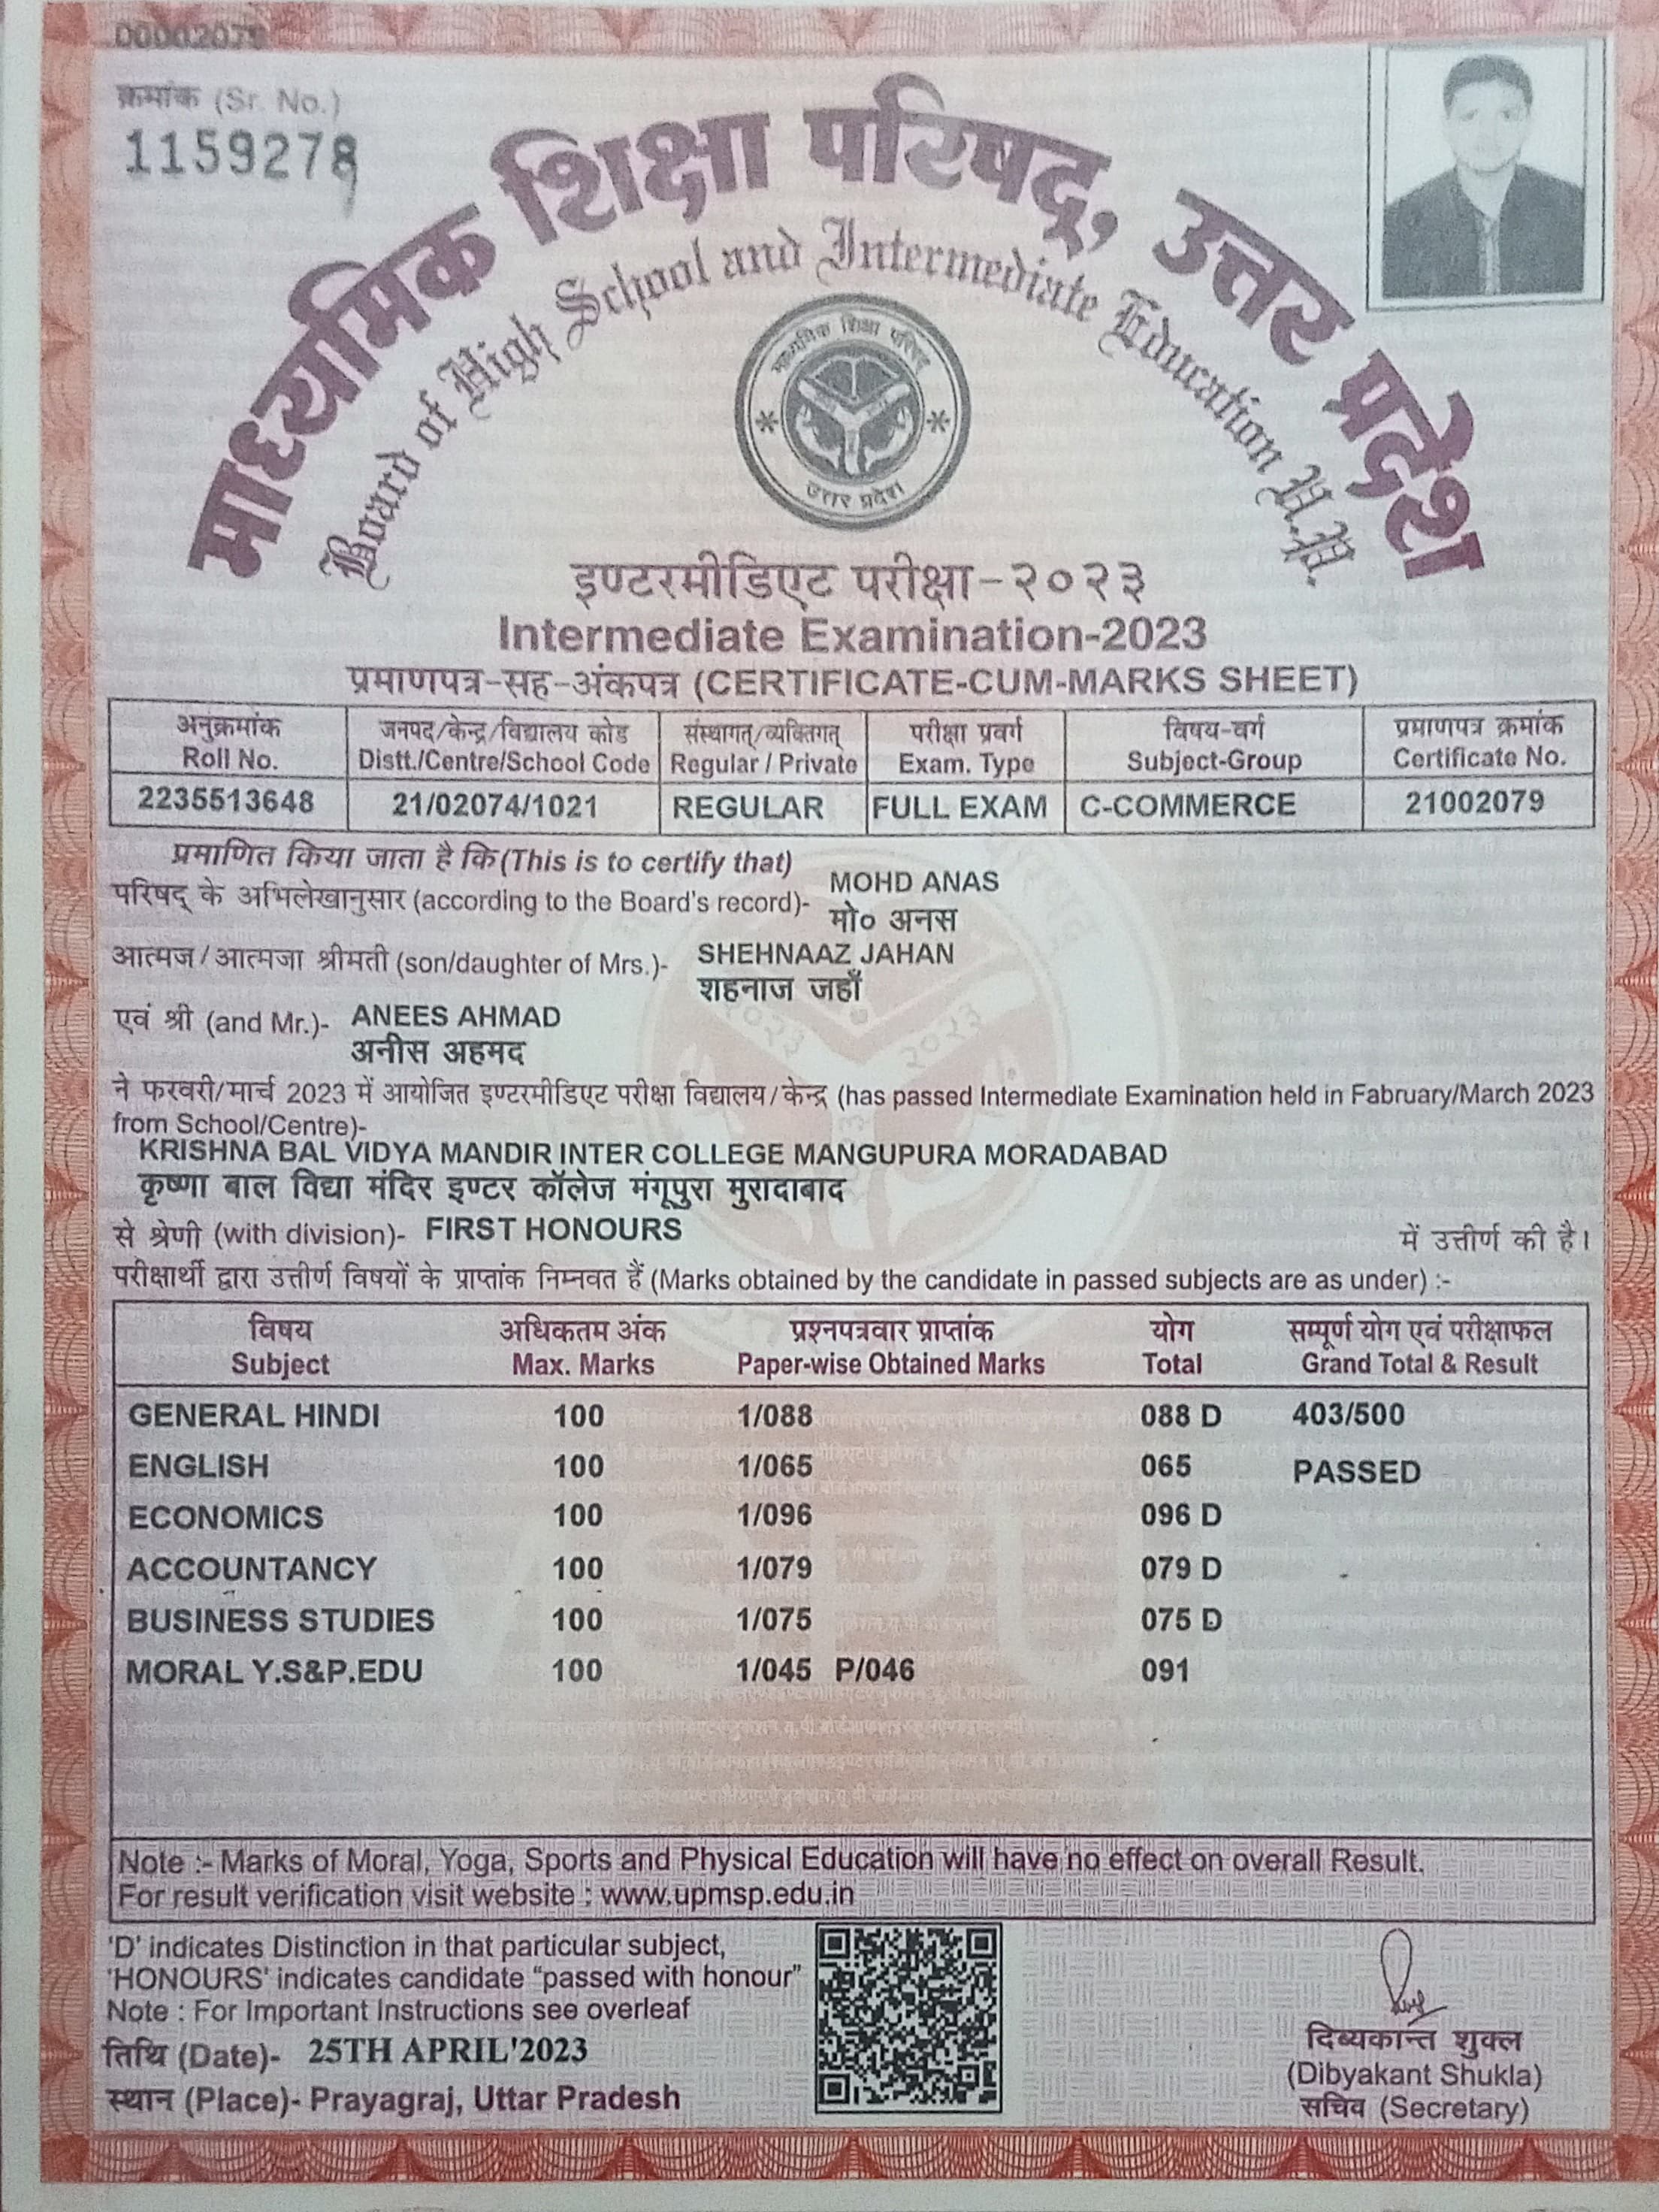 00002079
क्रमांक (Sr. No.)
1159278
माध्यमिक शिक्षा परिषद्, उत्तर प्रदेश
Board of High School and Intermediate Education U.P.
माध्यमिक शिक्षा परिषद्
उत्तर प्रदेश
इण्टरमीडिएट परीक्षा-२०२३
Intermediate Examination-2023
प्रमाणपत्र-सह-अंकपत्र (CERTIFICATE-CUM-MARKS SHEET)
अनुक्रमांक जनपद/केन्द्र/विद्यालय कोड संस्थागत्/व्यक्तिगत् परीक्षा प्रवर्ग विषय-वर्ग प्रमाणपत्र क्रमांक
Roll No. Distt./Centre/School Code Regular / Private Exam. Type Subject-Group Certificate No.
2235513648 21/02074/1021 REGULAR FULL EXAM C-COMMERCE 21002079
प्रमाणित किया जाता है कि (This is to certify that)
परिषद् के अभिलेखानुसार (according to the Board's record)- MOHD ANAS
मो० अनस
आत्मज/आत्मजा श्रीमती (son/daughter of Mrs.)- SHEHNAAZ JAHAN
शहनाज जहाँ
एवं श्री (and Mr.)- ANEES AHMAD
अनीस अहमद
ने फरवरी/मार्च 2023 में आयोजित इण्टरमीडिएट परीक्षा विद्यालय/केन्द्र (has passed Intermediate Examination held in Fabruary/March 2023
from School/Centre)-
KRISHNA BAL VIDYA MANDIR INTER COLLEGE MANGUPURA MORADABAD
कृष्णा बाल विद्या मंदिर इण्टर कॉलेज मंगूपुरा मुरादाबाद
से श्रेणी (with division)- FIRST HONOURS में उत्तीर्ण की है।
परीक्षार्थी द्वारा उत्तीर्ण विषयों के प्राप्तांक निम्नवत हैं (Marks obtained by the candidate in passed subjects are as under) :-
विषय अधिकतम अंक प्रश्नपत्रवार प्राप्तांक योग सम्पूर्ण योग एवं परीक्षाफल
Subject Max. Marks Paper-wise Obtained Marks Total Grand Total & Result
GENERAL HINDI 100 1/088 088 D 403/500
ENGLISH 100 1/065 065 PASSED
ECONOMICS 100 1/096 096 D
ACCOUNTANCY 100 1/079 079 D
BUSINESS STUDIES 100 1/075 075 D
MORAL Y.S&P.EDU 100 1/045 P/046 091
Note :- Marks of Moral, Yoga, Sports and Physical Education will have no effect on overall Result.
For result verification visit website : www.upmsp.edu.in
'D' indicates Distinction in that particular subject,
'HONOURS' indicates candidate “passed with honour”
Note : For Important Instructions see overleaf
तिथि (Date)- 25TH APRIL'2023
स्थान (Place)- Prayagraj, Uttar Pradesh
दिब्यकान्त शुक्ल
(Dibyakant Shukla)
सचिव (Secretary)